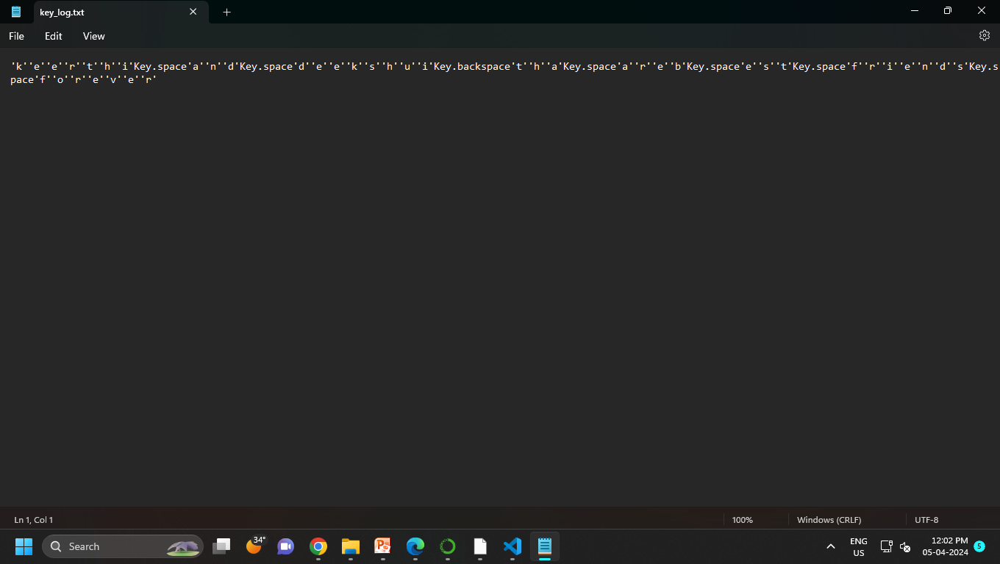 key_log.txt
File Edit View
'k''e''e''r''t''h''i'Key.space'a''n''d'Key.space'd''e''e''k''s''h''u''i'Key.backspace't''h''a'Key.space'a''r''e''b'Key.space'e''s''t'Key.space'f''r''i''e''n''d''s'Key.s
pace'f''o''r''e''v''e''r'
Ln 1, Col 1 100% Windows (CRLF) UTF-8
Search 34° ENG US 12:02 PM 05-04-2024 5